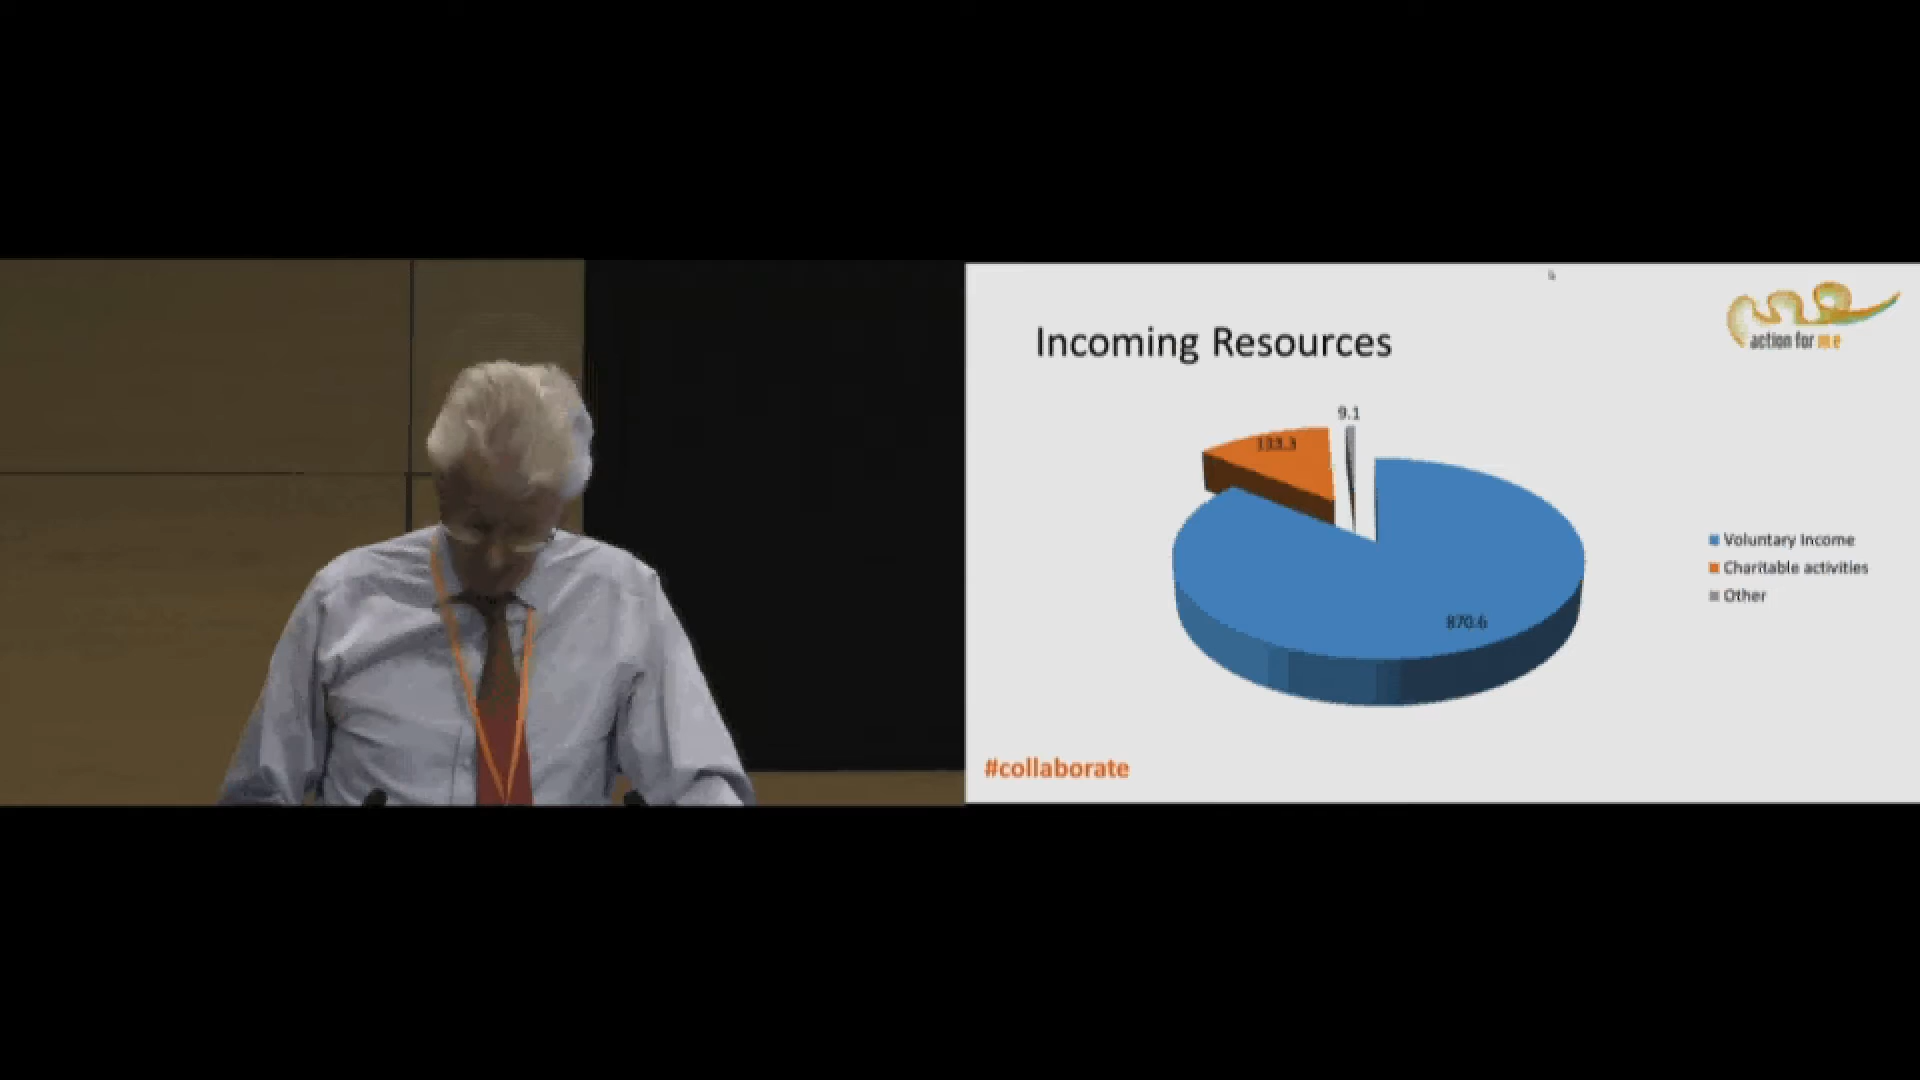 Incoming Resources
action for me
9.1
870.6
Voluntary Income
Charitable activities
Other
#collaborate